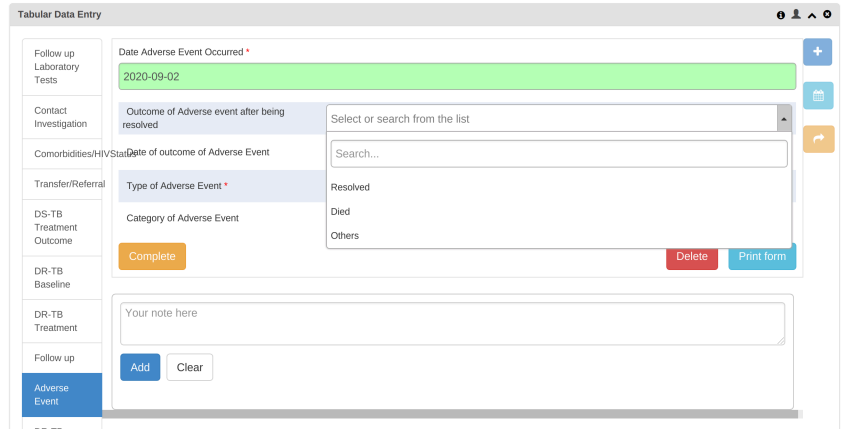 Tabular Data Entry
Follow up
Laboratory
Tests
Contact
Investigation
Comorbidities/HIVStatus
Transfer/Referral
DS-TB
Treatment
Outcome
DR-TB
Baseline
DR-TB
Treatment
Follow up
Adverse
Event
DR-TB
Date Adverse Event Occurred *
2020-09-02
Outcome of Adverse event after being
resolved
Select or search from the list
Search...
Resolved
Died
Others
Date of outcome of Adverse Event
Type of Adverse Event *
Category of Adverse Event
Complete
Delete
Print form
Your note here
Add
Clear